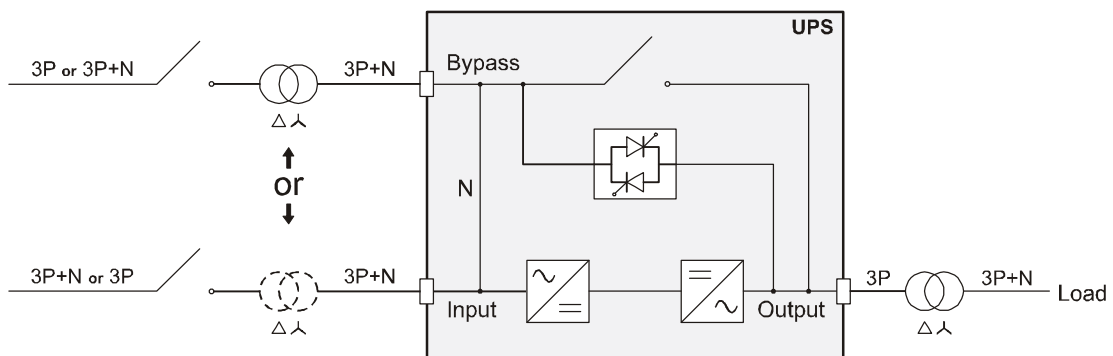 UPS
3P or 3P+N
3P+N
Bypass
or
N
3P+N or 3P
3P+N
Input
Output
3P
3P+N
Load